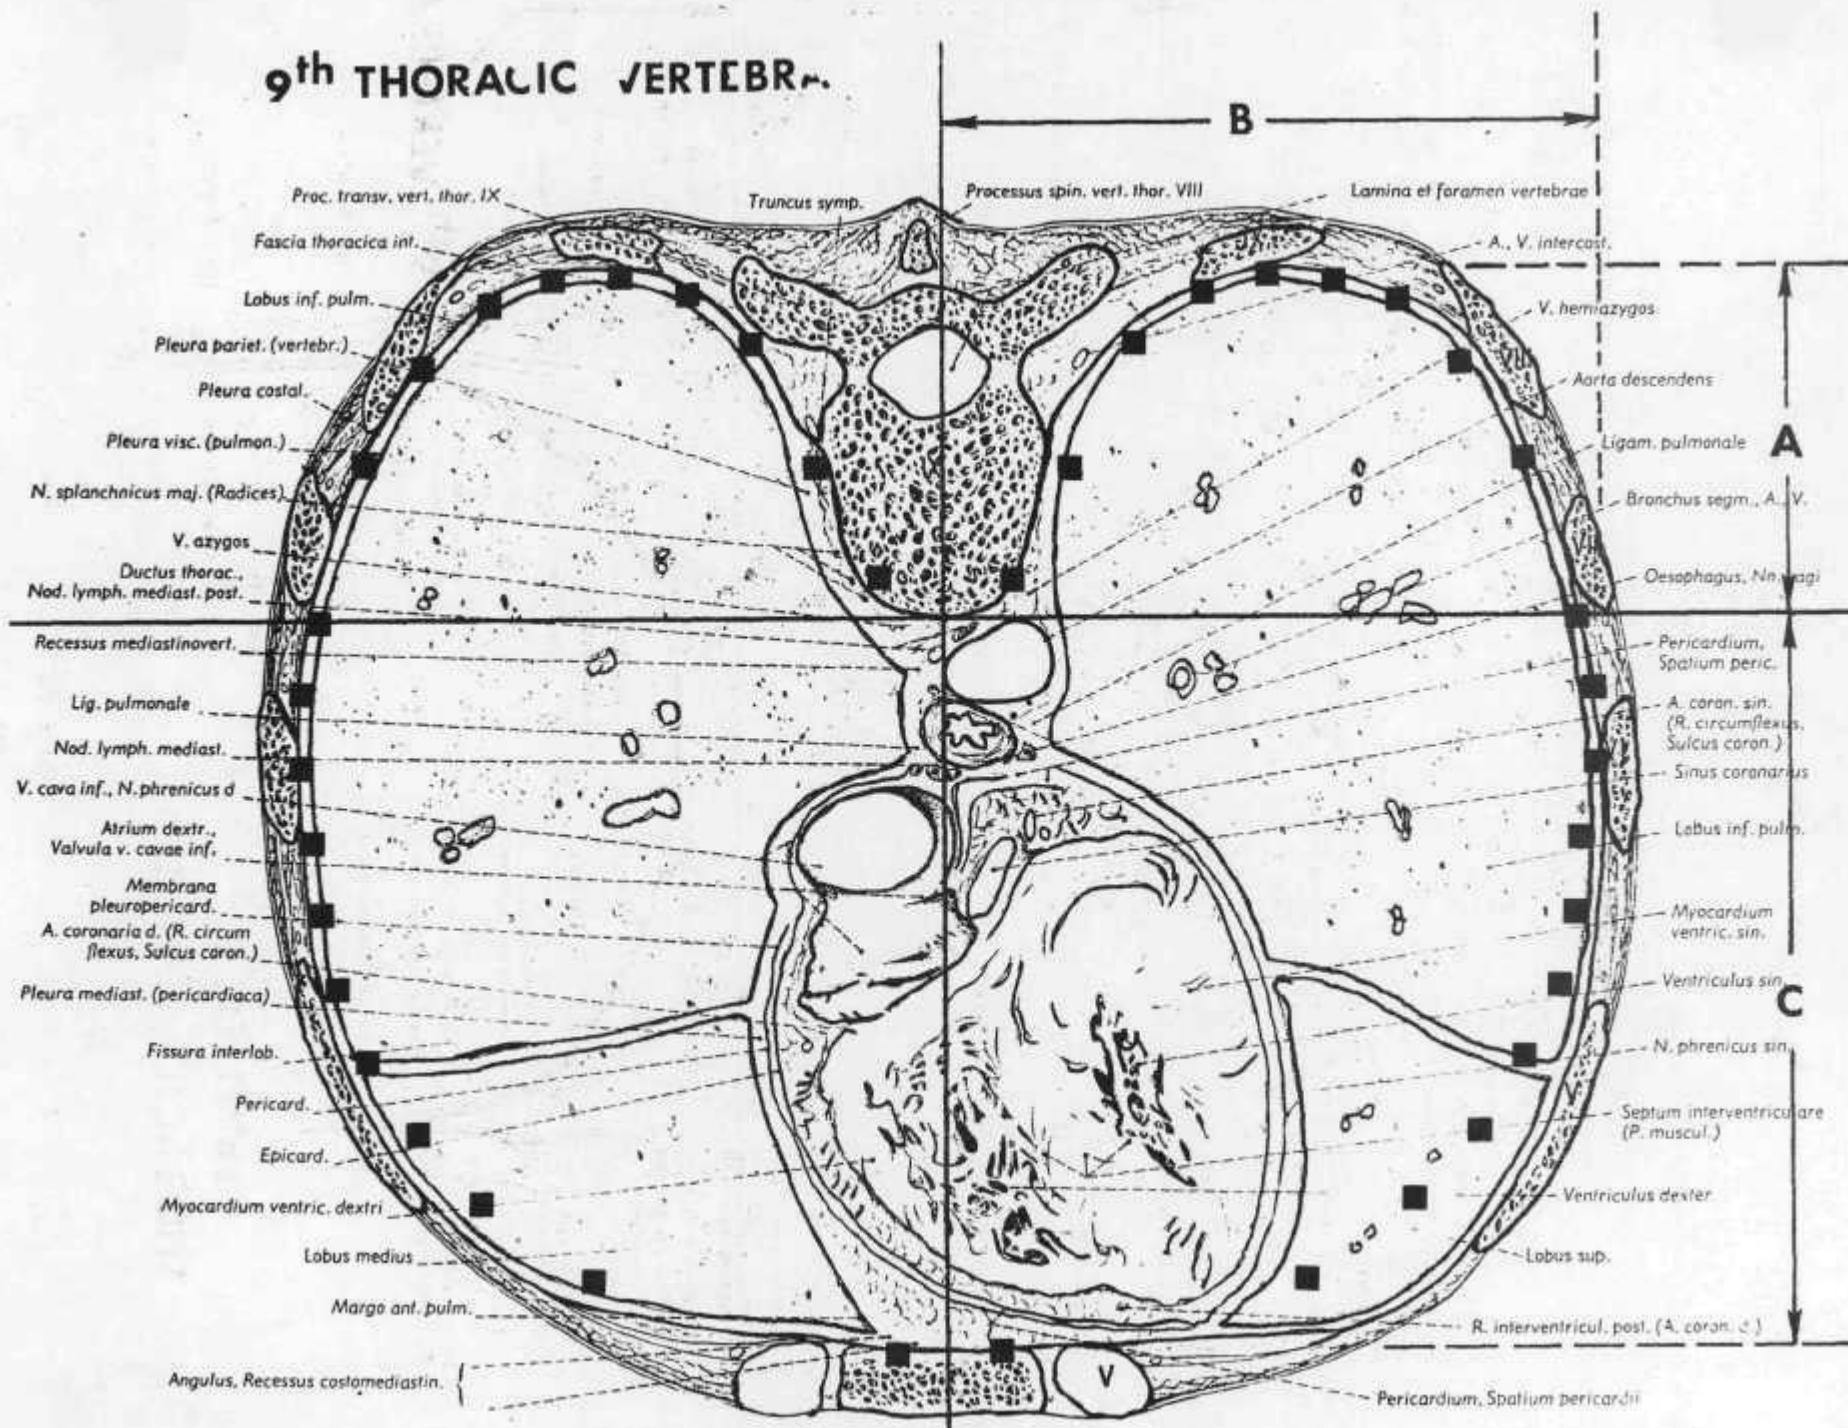 9th THORACIC VERTEBRA.
B
Proc. transv. vert. thor. IX
Truncus symp.
Processus spin. vert. thor. VIII
Lamina et foramen vertebrae
Fascia thoracica int.
A., V. intercost.
Lobus inf. pulm.
V. hemiazygos
Pleura pariet. (vertebr.)
Pleura costal.
Aorta descendens
VIII
Pleura visc. (pulmon.)
Ligam. pulmonale
A
N. splanchnicus maj. (Radices)
Bronchus segm., A., V.
V. azygos
Ductus thorac.,
Nod. lymph. mediast. post.
Oesophagus, Nn. vagi
Recessus mediastinovert.
Pericardium,
Spatium peric.
Lig. pulmonale
A. coron. sin.
(R. circumflexus,
Sulcus coron.)
Nod. lymph. mediast.
Sinus coronarius
V. cava inf., N. phrenicus d
Atrium dextr.,
Valvula v. cavae inf.
Lobus inf. pulm.
Membrana
pleuropericard.
Myocardium
ventric. sin.
A. coronaria d. (R. circum
flexus, Sulcus coron.)
Pleura mediast. (pericardiaca)
Ventriculus sin.
C
Fissura interlob.
N. phrenicus sin.
Pericard.
Septum interventriculare
(P. muscul.)
Epicard.
Myocardium ventric. dextri
Ventriculus dexter
Lobus medius
Lobus sup.
Margo ant. pulm.
R. interventricul. post. (A. coron. d.)
Angulus, Recessus costomediastin.
V
Pericardium, Spatium pericardii